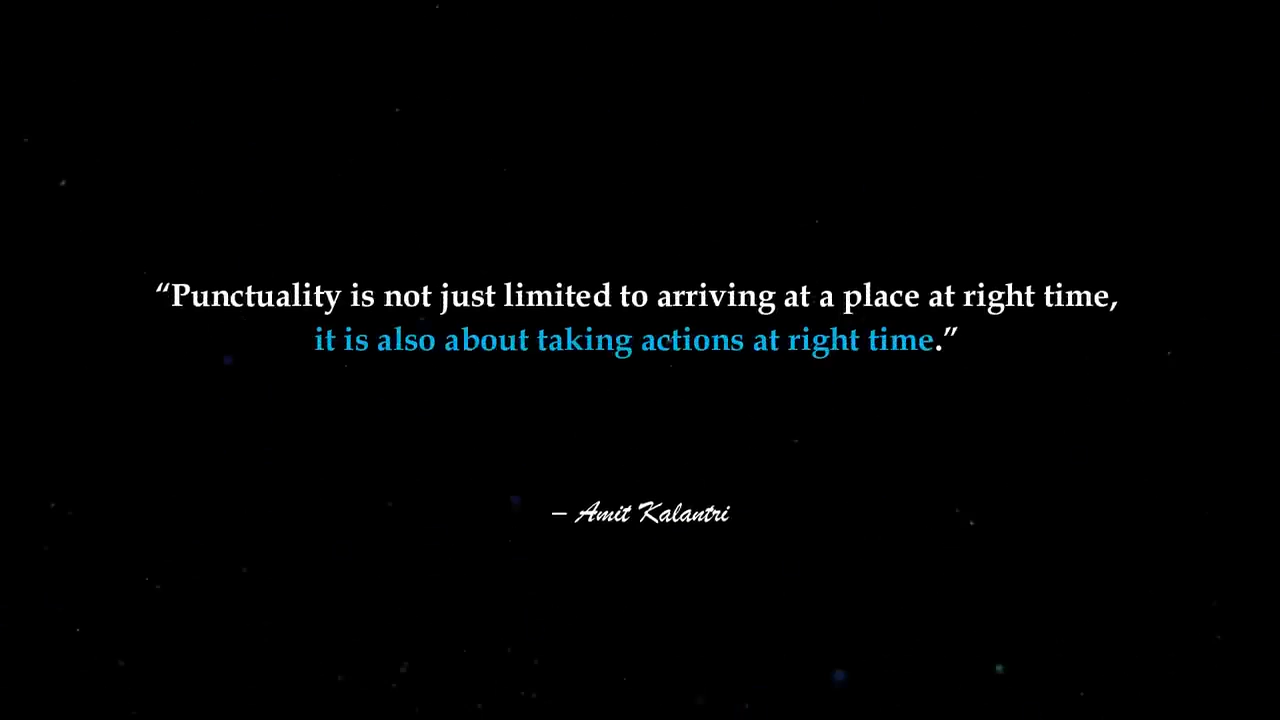 “Punctuality is not just limited to arriving at a place at right time,
it is also about taking actions at right time.”
– Amit Kalantri